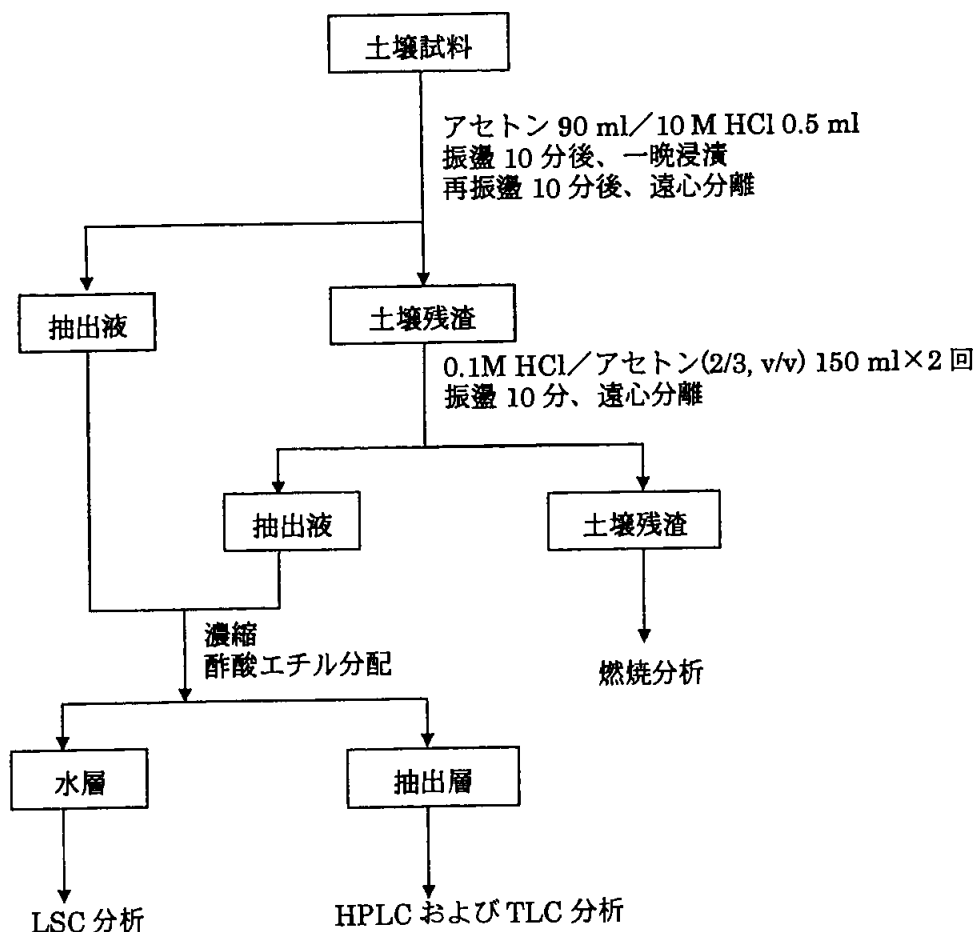 土壌試料
アセトン 90 ml／10 M HCl 0.5 ml
振盪 10 分後、一晩浸漬
再振盪 10 分後、遠心分離
抽出液
土壌残渣
0.1M HCl／アセトン(2/3, v/v) 150 ml×2 回
振盪 10 分、遠心分離
抽出液
土壌残渣
濃縮
酢酸エチル分配
燃焼分析
水層
抽出層
LSC 分析
HPLC および TLC 分析